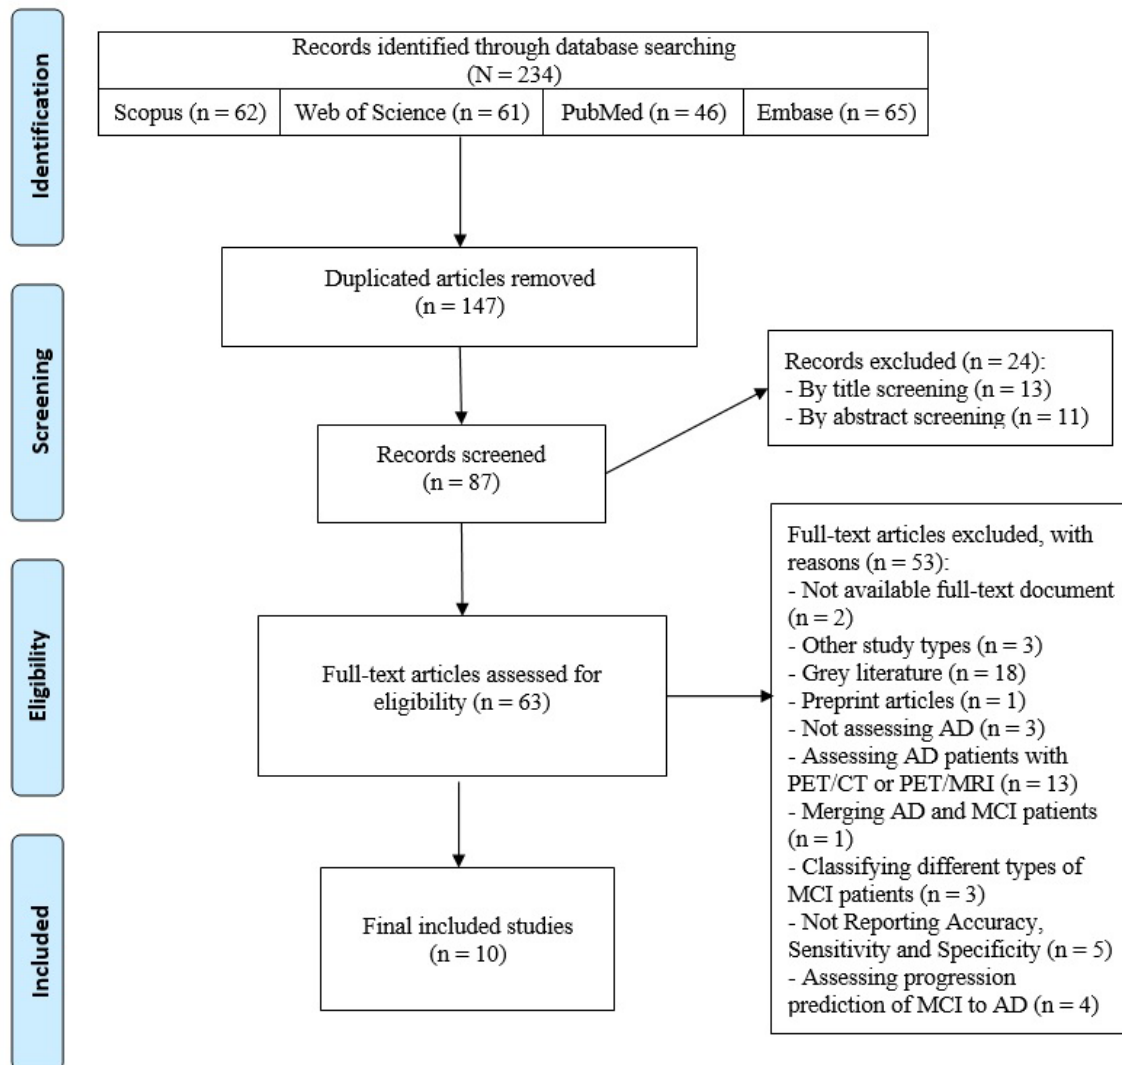 Identification
Records identified through database searching
(N = 234)
Scopus (n = 62)
Web of Science (n = 61)
PubMed (n = 46)
Embase (n = 65)
Screening
Duplicated articles removed
(n = 147)
Records screened
(n = 87)
Records excluded (n = 24):
- By title screening (n = 13)
- By abstract screening (n = 11)
Eligibility
Full-text articles assessed for
eligibility (n = 63)
Full-text articles excluded, with
reasons (n = 53):
- Not available full-text document
(n = 2)
- Other study types (n = 3)
- Grey literature (n = 18)
- Preprint articles (n = 1)
- Not assessing AD (n = 3)
- Assessing AD patients with
PET/CT or PET/MRI (n = 13)
- Merging AD and MCI patients
(n = 1)
- Classifying different types of
MCI patients (n = 3)
- Not Reporting Accuracy,
Sensitivity and Specificity (n = 5)
- Assessing progression
prediction of MCI to AD (n = 4)
Included
Final included studies
(n = 10)